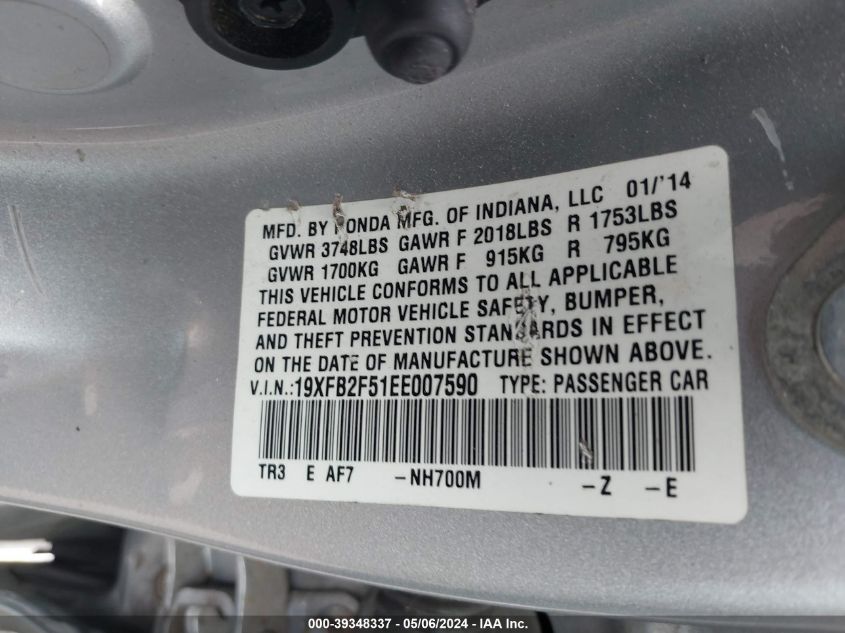 MFD. BY HONDA MFG. OF INDIANA, LLC 01/'14
GVWR 3748LBS GAWR F 2018LBS R 1753LBS
GVWR 1700KG GAWR F 915KG R 795KG
THIS VEHICLE CONFORMS TO ALL APPLICABLE
FEDERAL MOTOR VEHICLE SAFETY, BUMPER,
AND THEFT PREVENTION STANDARDS IN EFFECT
ON THE DATE OF MANUFACTURE SHOWN ABOVE.
V.I.N.:19XFB2F51EE007590 TYPE: PASSENGER CAR
TR3 E AF7 -NH700M -Z -E
000-39348337 - 05/06/2024 - IAA Inc.